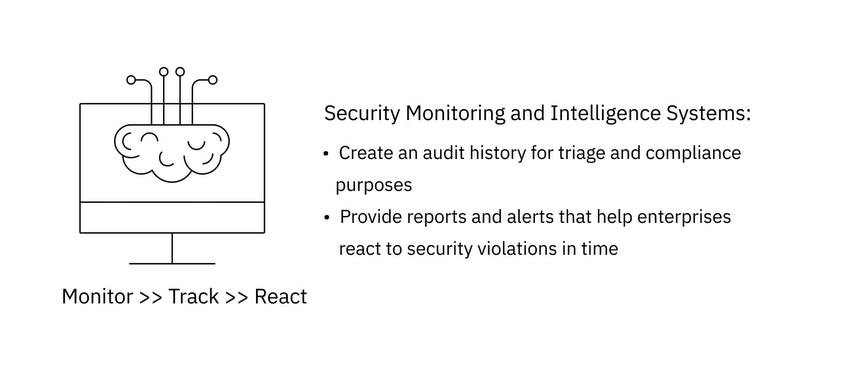 Security Monitoring and Intelligence Systems:
• Create an audit history for triage and compliance
purposes
• Provide reports and alerts that help enterprises
react to security violations in time
Monitor >> Track >> React